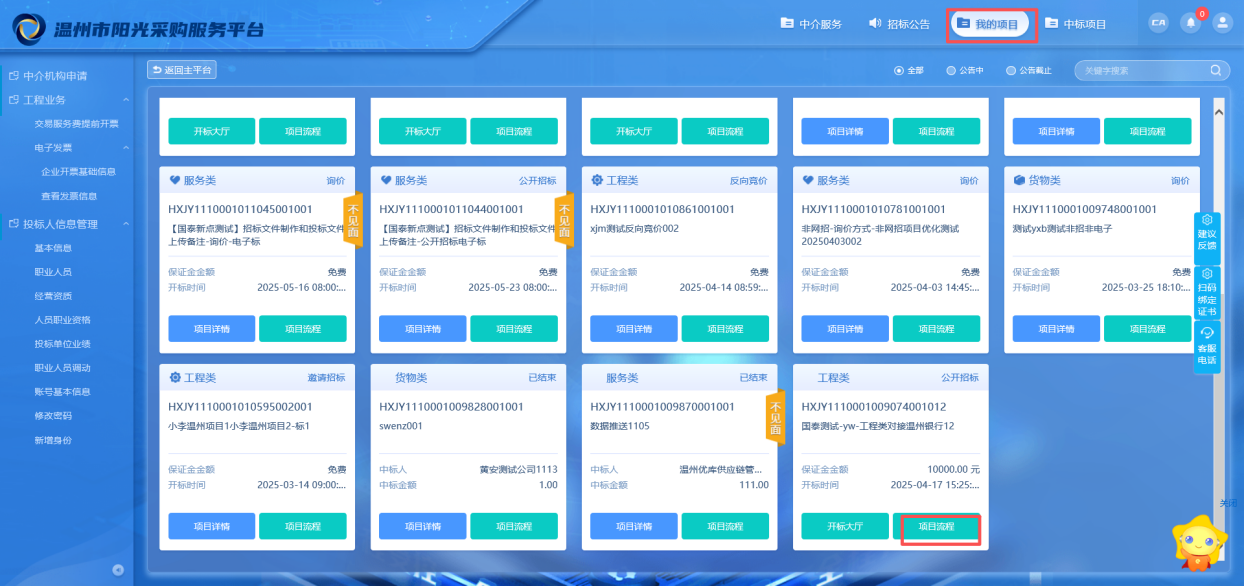 温州市阳光采购服务平台
中介服务
招标公告
我的项目
中标项目
CA
0
返回主平台
全部
公告中
公告截止
关键字搜索
中介机构申请
工程业务
交易服务费提前开票
电子发票
企业开票基础信息
查看发票信息
投标人信息管理
基本信息
职业人员
经营资质
人员职业资格
投标单位业绩
职业人员调动
账号基本信息
修改密码
新增身份
开标大厅 项目流程
开标大厅 项目流程
开标大厅 项目流程
项目详情 项目流程
项目详情 项目流程
服务类 询价
HXJY1110001011045001001
【国泰新点测试】招标文件制作和投标文件
上传备注-询价-电子标
不见面
保证金金额 免费
开标时间 2025-05-16 08:00:...
项目详情 项目流程
服务类 公开招标
HXJY1110001011044001001
【国泰新点测试】招标文件制作和投标文件
上传备注-公开招标电子标
不见面
保证金金额 免费
开标时间 2025-05-23 08:00:...
项目详情 项目流程
工程类 反向竞价
HXJY1110001010861001001
xjm测试反向竞价002
保证金金额 免费
开标时间 2025-04-14 08:59:...
项目详情 项目流程
服务类 询价
HXJY1110001010781001001
非网招-询价方式-非网招项目优化测试
20250403002
保证金金额 免费
开标时间 2025-04-03 14:45:...
项目详情 项目流程
货物类 询价
HXJY1110001009748001001
测试yxb测试非招非电子
保证金金额 免费
开标时间 2025-03-25 18:10:...
项目详情 项目流程
工程类 邀请招标
HXJY1110001010595002001
小李温州项目1小李温州项目2-标1
保证金金额 免费
开标时间 2025-03-14 09:00:...
项目详情 项目流程
货物类 已结束
HXJY1110001009828001001
swenz001
中标人 黄安测试公司1113
中标金额 1.00
项目详情 项目流程
服务类 已结束
HXJY1110001009870001001
数据推送1105
不见面
中标人 温州优库供应链管...
中标金额 111.00
项目详情 项目流程
工程类 公开招标
HXJY1110001009074001012
国泰测试-yw-工程类对接温州银行12
保证金金额 10000.00 元
开标时间 2025-04-17 15:25:...
开标大厅 项目流程
建议
反馈
扫码
绑定
证书
客服
电话
关闭